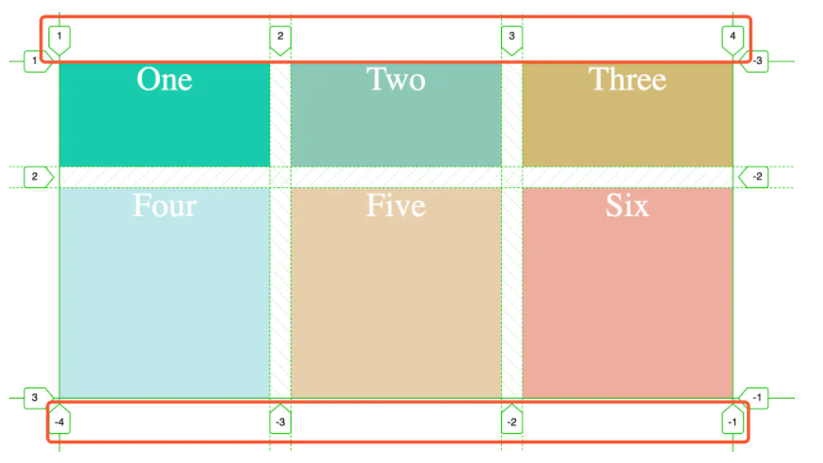 1 2 3 4
1 -3
One Two Three
2 -2
Four Five Six
3 -1
-4 -3 -2 -1